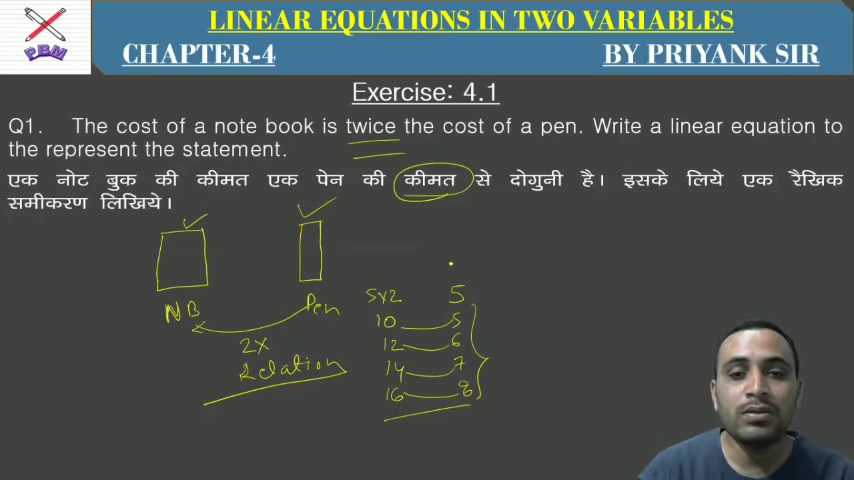 LINEAR EQUATIONS IN TWO VARIABLES
CHAPTER-4 BY PRIYANK SIR
PBM
Exercise: 4.1
Q1. The cost of a note book is twice the cost of a pen. Write a linear equation to
the represent the statement.
एक नोट बुक की कीमत एक पेन की कीमत से दोगुनी है। इसके लिये एक रैखिक
समीकरण लिखिये।
NB Pen
2X
Relation
5x2 5
10 5
12 6
14 7
16 8